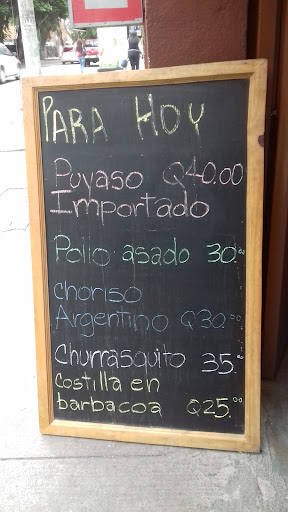 PARA HOY
Puyaso Q40.00
Importado
Pollo asado 30.00
Choriso
Argentino Q30.00
Churrasquito 35.00
Costilla en
barbacoa Q25.00